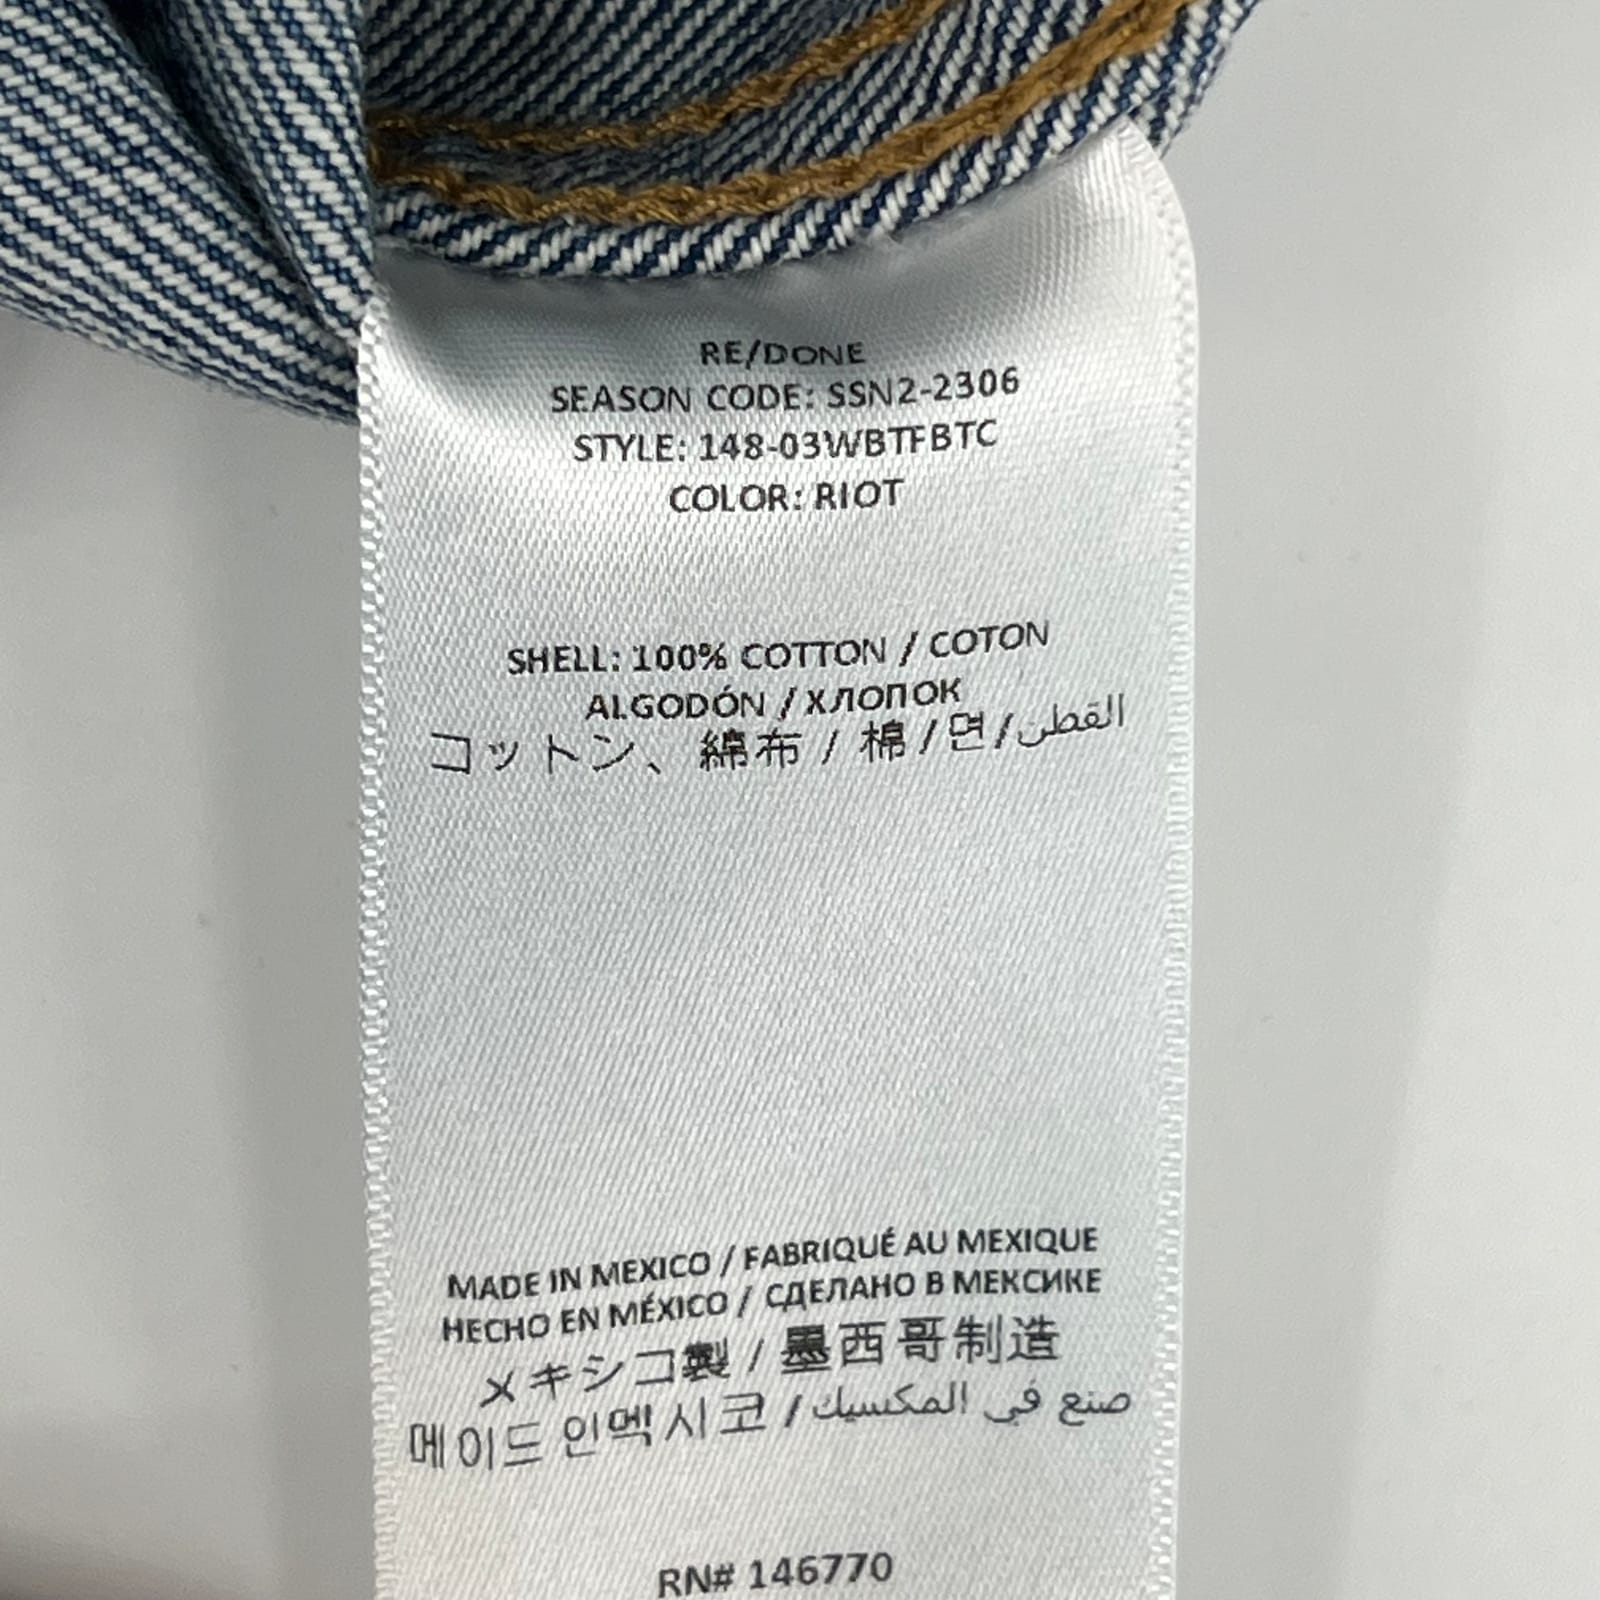 RE/DONE
SEASON CODE: SSN2-2306
STYLE: 148-03WBTFBTC
COLOR: RIOT
SHELL: 100% COTTON / COTON
ALGODÓN / ХЛОПОК
コットン、綿布 / 棉 /면/القطن
MADE IN MEXICO / FABRIQUÉ AU MEXIQUE
HECHO EN MÉXICO / СДЕЛАНО В МЕКСИКЕ
メキシコ製 / 墨西哥制造
메이드 인멕시코 /صنع في المكسيك
RN# 146770